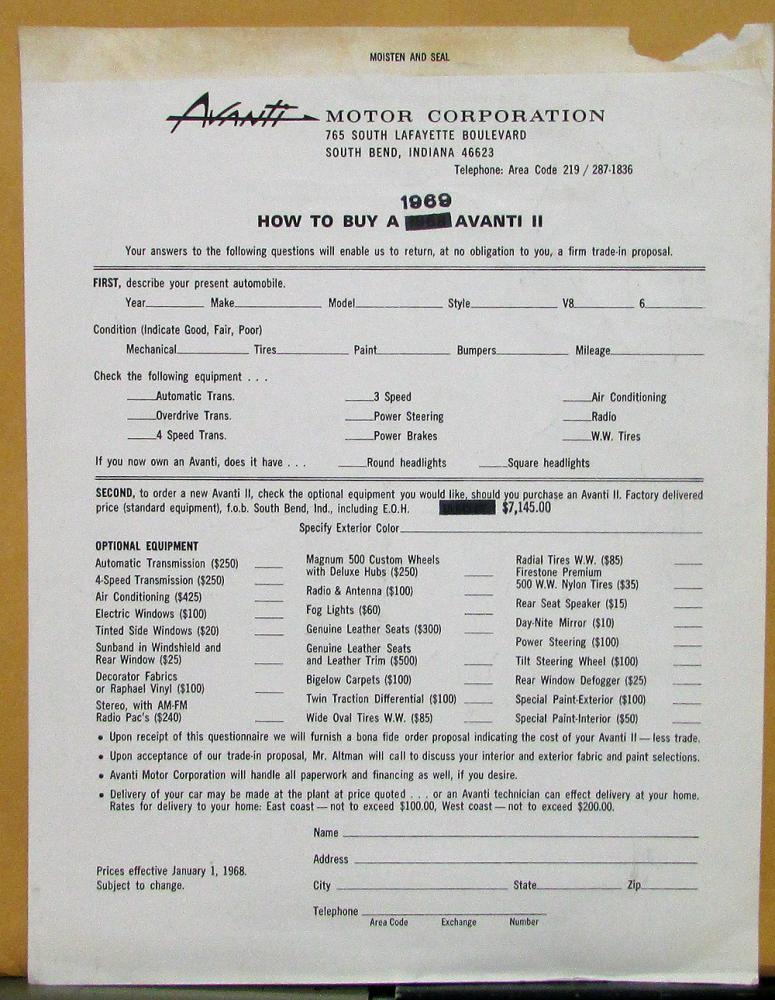 MOISTEN AND SEAL
Avanti MOTOR CORPORATION
765 SOUTH LAFAYETTE BOULEVARD
SOUTH BEND, INDIANA 46623
Telephone: Area Code 219 / 287-1836
1969
HOW TO BUY A AVANTI II
Your answers to the following questions will enable us to return, at no obligation to you, a firm trade-in proposal.
FIRST, describe your present automobile.
Year Make Model Style V8 6
Condition (Indicate Good, Fair, Poor)
Mechanical Tires Paint Bumpers Mileage
Check the following equipment . . .
Automatic Trans. 3 Speed Air Conditioning
Overdrive Trans. Power Steering Radio
4 Speed Trans. Power Brakes W.W. Tires
If you now own an Avanti, does it have . . . Round headlights Square headlights
SECOND, to order a new Avanti II, check the optional equipment you would like, should you purchase an Avanti II. Factory delivered
price (standard equipment), f.o.b. South Bend, Ind., including E.O.H. $7,145.00
Specify Exterior Color
OPTIONAL EQUIPMENT
Automatic Transmission ($250)
4-Speed Transmission ($250)
Air Conditioning ($425)
Electric Windows ($100)
Tinted Side Windows ($20)
Sunband in Windshield and
Rear Window ($25)
Decorator Fabrics
or Raphael Vinyl ($100)
Stereo, with AM-FM
Radio Pac's ($240)
Magnum 500 Custom Wheels
with Deluxe Hubs ($250)
Radio & Antenna ($100)
Fog Lights ($60)
Genuine Leather Seats ($300)
Genuine Leather Seats
and Leather Trim ($500)
Bigelow Carpets ($100)
Twin Traction Differential ($100)
Wide Oval Tires W.W. ($85)
Radial Tires W.W. ($85)
Firestone Premium
500 W.W. Nylon Tires ($35)
Rear Seat Speaker ($15)
Day-Nite Mirror ($10)
Power Steering ($100)
Tilt Steering Wheel ($100)
Rear Window Defogger ($25)
Special Paint-Exterior ($100)
Special Paint-Interior ($50)
• Upon receipt of this questionnaire we will furnish a bona fide order proposal indicating the cost of your Avanti II — less trade.
• Upon acceptance of our trade-in proposal, Mr. Altman will call to discuss your interior and exterior fabric and paint selections.
• Avanti Motor Corporation will handle all paperwork and financing as well, if you desire.
• Delivery of your car may be made at the plant at price quoted . . . or an Avanti technician can effect delivery at your home.
Rates for delivery to your home: East coast — not to exceed $100.00, West coast — not to exceed $200.00.
Name
Address
Prices effective January 1, 1968.
Subject to change.
City State Zip
Telephone
Area Code Exchange Number